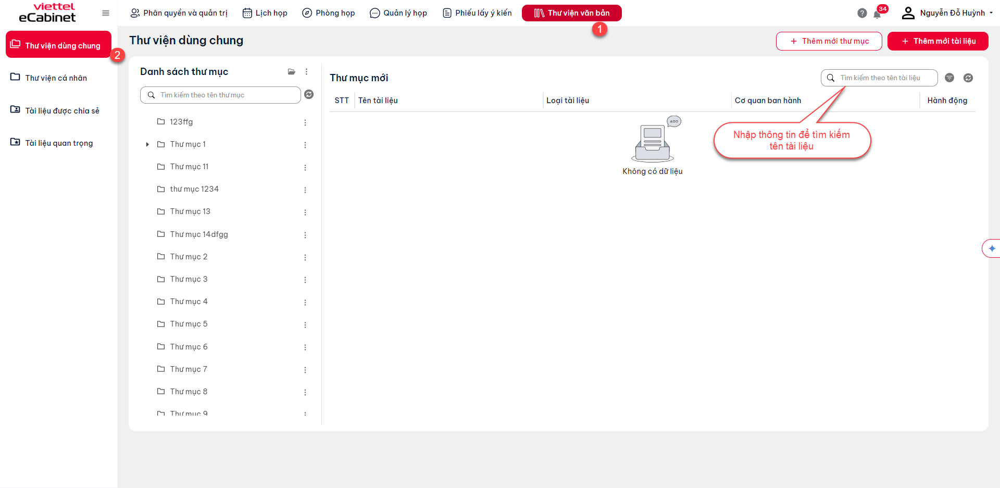 viettel
eCabinet
Phân quyền và quản trị
Lịch họp
Phòng họp
Quản lý họp
Phiếu lấy ý kiến
Thư viện văn bản
1
?
34
Nguyễn Đỗ Huỳnh
Thư viện dùng chung
2
Thư viện cá nhân
Tài liệu được chia sẻ
Tài liệu quan trọng
Thư viện dùng chung
+ Thêm mới thư mục
+ Thêm mới tài liệu
Danh sách thư mục
Tìm kiếm theo tên thư mục
123ffg
Thư mục 1
Thư mục 11
thư mục 1234
Thư mục 13
Thư mục 14dfgg
Thư mục 2
Thư mục 3
Thư mục 4
Thư mục 5
Thư mục 6
Thư mục 7
Thư mục 8
Thư mục 9
Thư mục mới
Tìm kiếm theo tên tài liệu
STT
Tên tài liệu
Loại tài liệu
Cơ quan ban hành
Hành động
Không có dữ liệu
Nhập thông tin để tìm kiếm
tên tài liệu